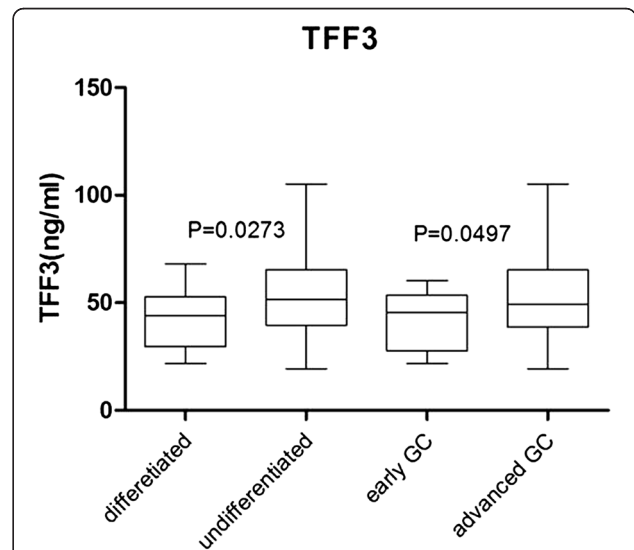 TFF3
150
100
50
0
TFF3(ng/ml)
P=0.0273
P=0.0497
differetiated
undifferentiated
early GC
advanced GC